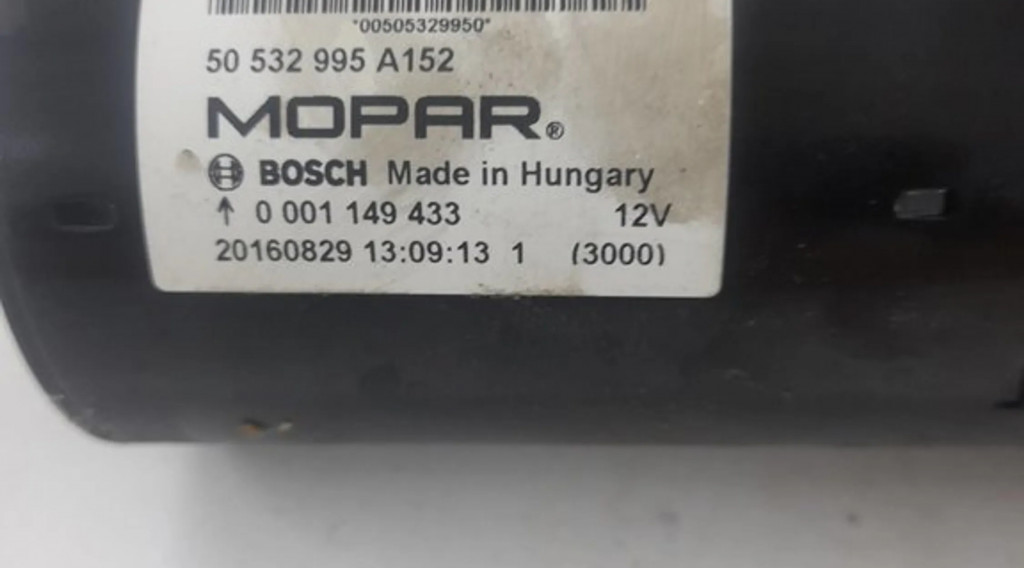 *00505329950*
50 532 995 A152
MOPAR®
BOSCH Made in Hungary
↑ 0 001 149 433 12V
20160829 13:09:13 1 (3000)